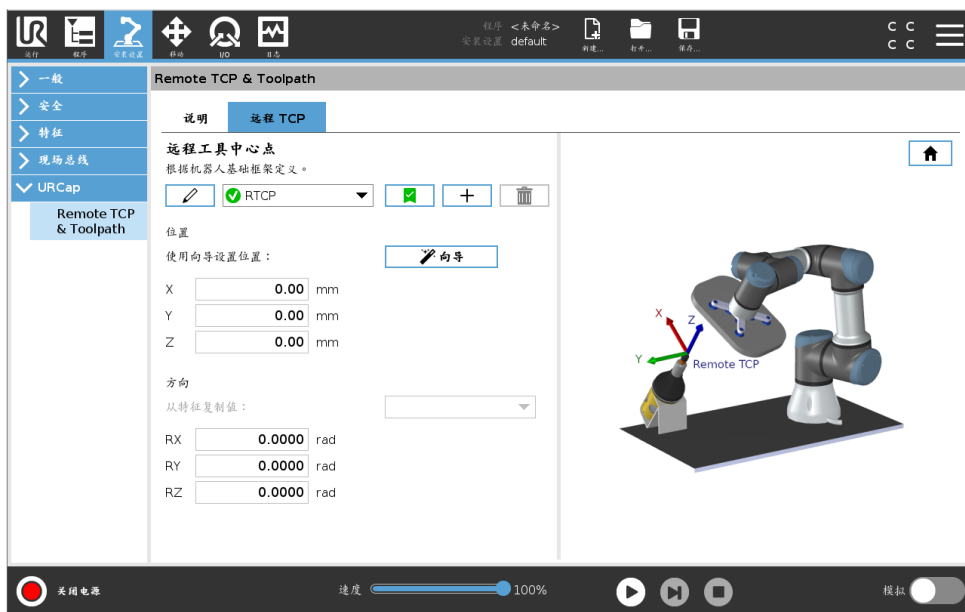 UR
程序 <未命名>
安装设置 default
运行 程序 安装设置 移动 I/O 日志
新建... 打开... 保存...
C C
C C
一般
安全
特征
现场总线
URCap
Remote TCP
& Toolpath
Remote TCP & Toolpath
说明 远程 TCP
远程工具中心点
根据机器人基础框架定义。
RTCP
位置
使用向导设置位置：
向导
X 0.00 mm
Y 0.00 mm
Z 0.00 mm
方向
从特征复制值：
RX 0.0000 rad
RY 0.0000 rad
RZ 0.0000 rad
X
Z
Y
Remote TCP
关闭电源
速度 100%
模拟